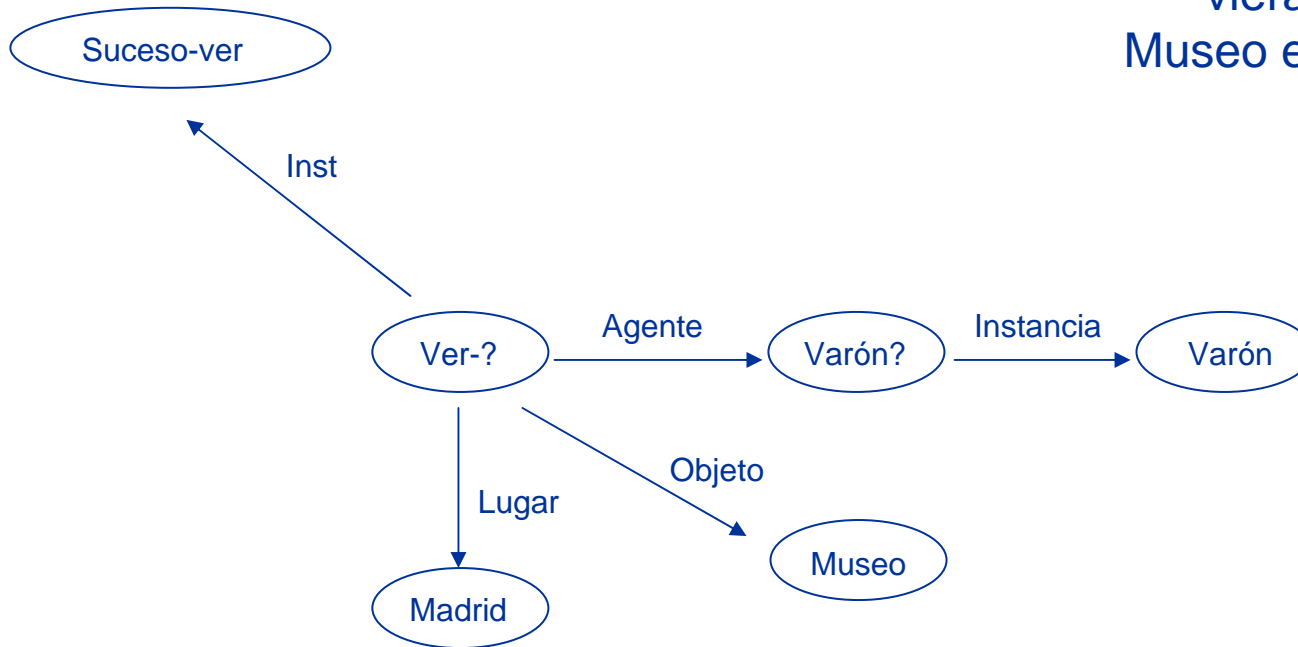 Museo
Suceso-ver
Inst
Agente
Instancia
Ver-?
Varón?
Varón
Objeto
Lugar
Museo
Madrid